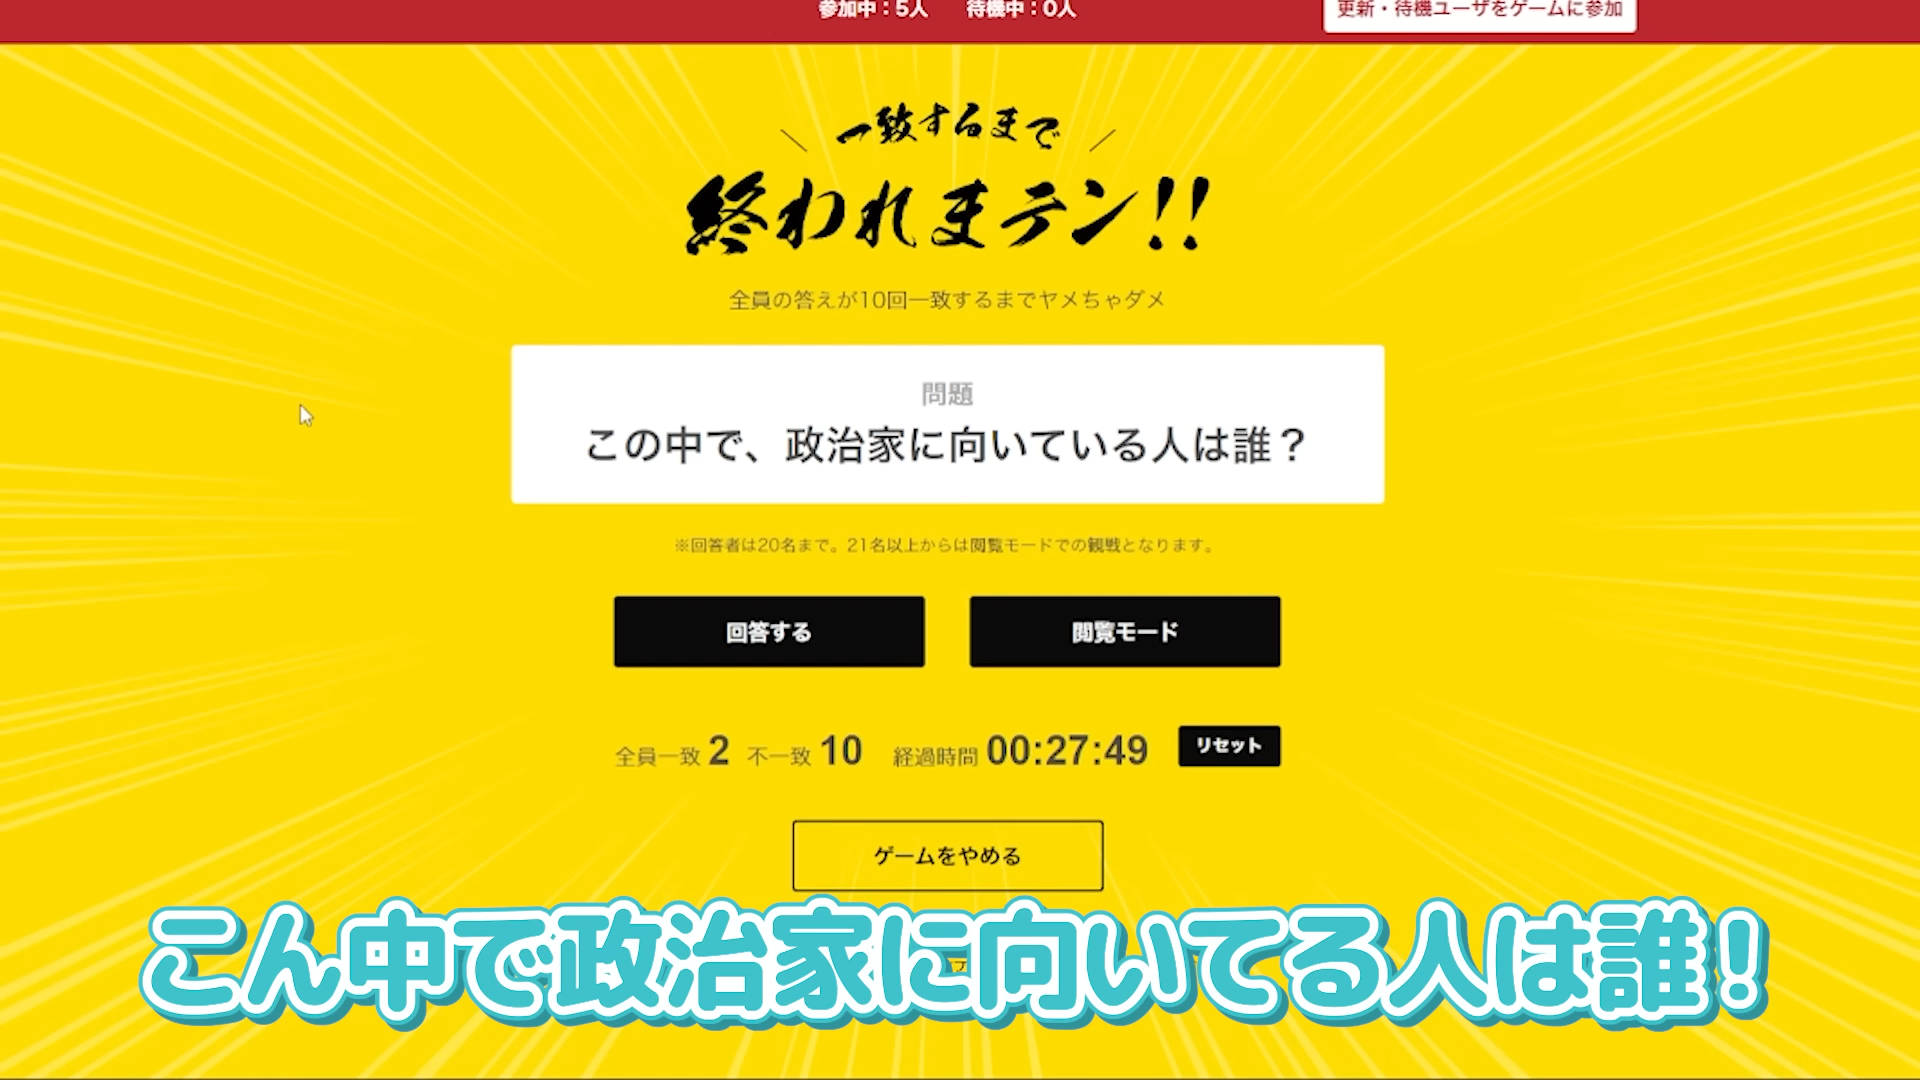 参加中：5人　待機中：0人
更新・待機ユーザをゲームに参加
一致するまで
終われまテン!!
全員の答えが10回一致するまでヤメちゃダメ
問題
この中で、政治家に向いている人は誰？
※回答者は20名まで。21名以上からは閲覧モードでの観戦となります。
回答する
閲覧モード
全員一致 2 不一致 10 経過時間 00:27:49
リセット
ゲームをやめる
こん中で政治家に向いてる人は誰！